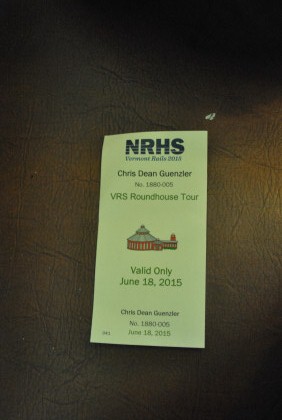 NRHS
Vermont Rails 2015
Chris Dean Guenzler
No. 1880-005
VRS Roundhouse Tour
Valid Only
June 18, 2015
Chris Dean Guenzler
No. 1880-005
June 18, 2015